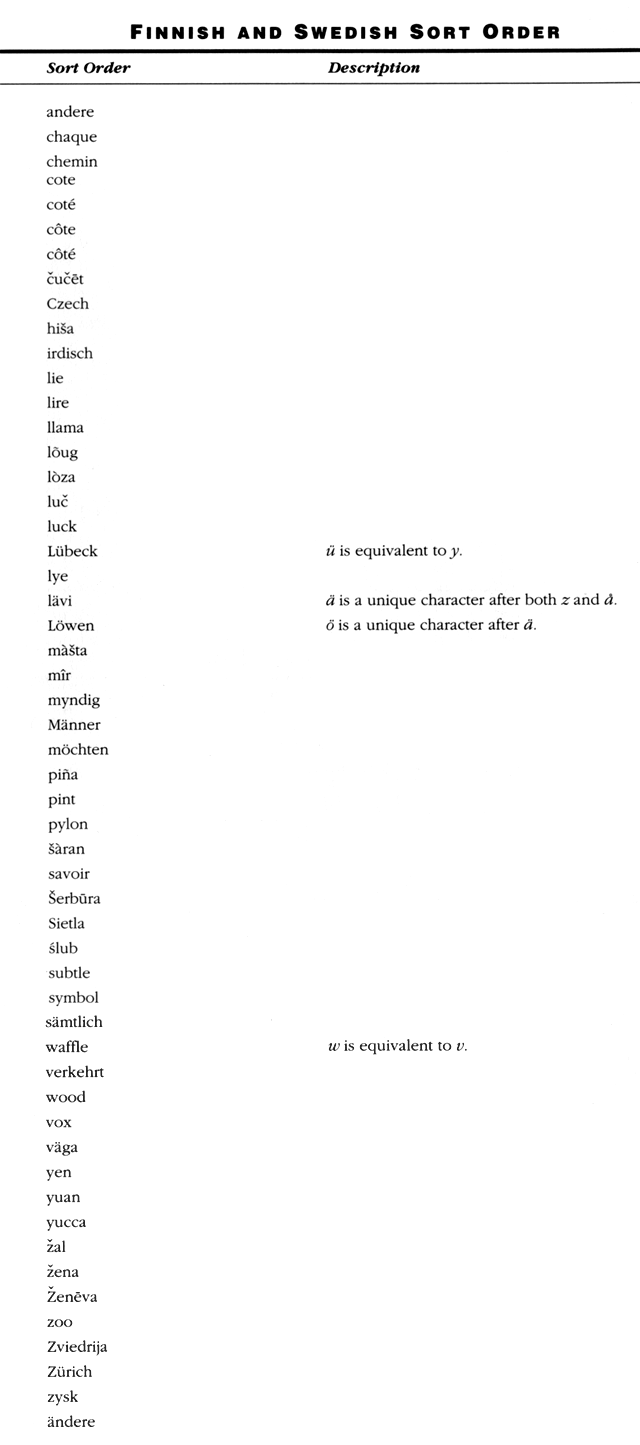 FINNISH AND SWEDISH SORT ORDER
Sort Order Description
andere
chaque
chemin
cote
coté
côte
côté
čučēt
Czech
hiša
irdisch
lie
lire
llama
lõug
lòza
luč
luck
Lübeck ü is equivalent to y.
lye
lävi ä is a unique character after both z and å.
Löwen ö is a unique character after ä.
màšta
mîr
myndig
Männer
möchten
piña
pint
pylon
šàran
savoir
Šerbūra
Sietla
ślub
subtle
symbol
sämtlich
waffle w is equivalent to v.
verkehrt
wood
vox
väga
yen
yuan
yucca
žal
žena
Ženēva
zoo
Zviedrija
Zürich
zysk
ändere